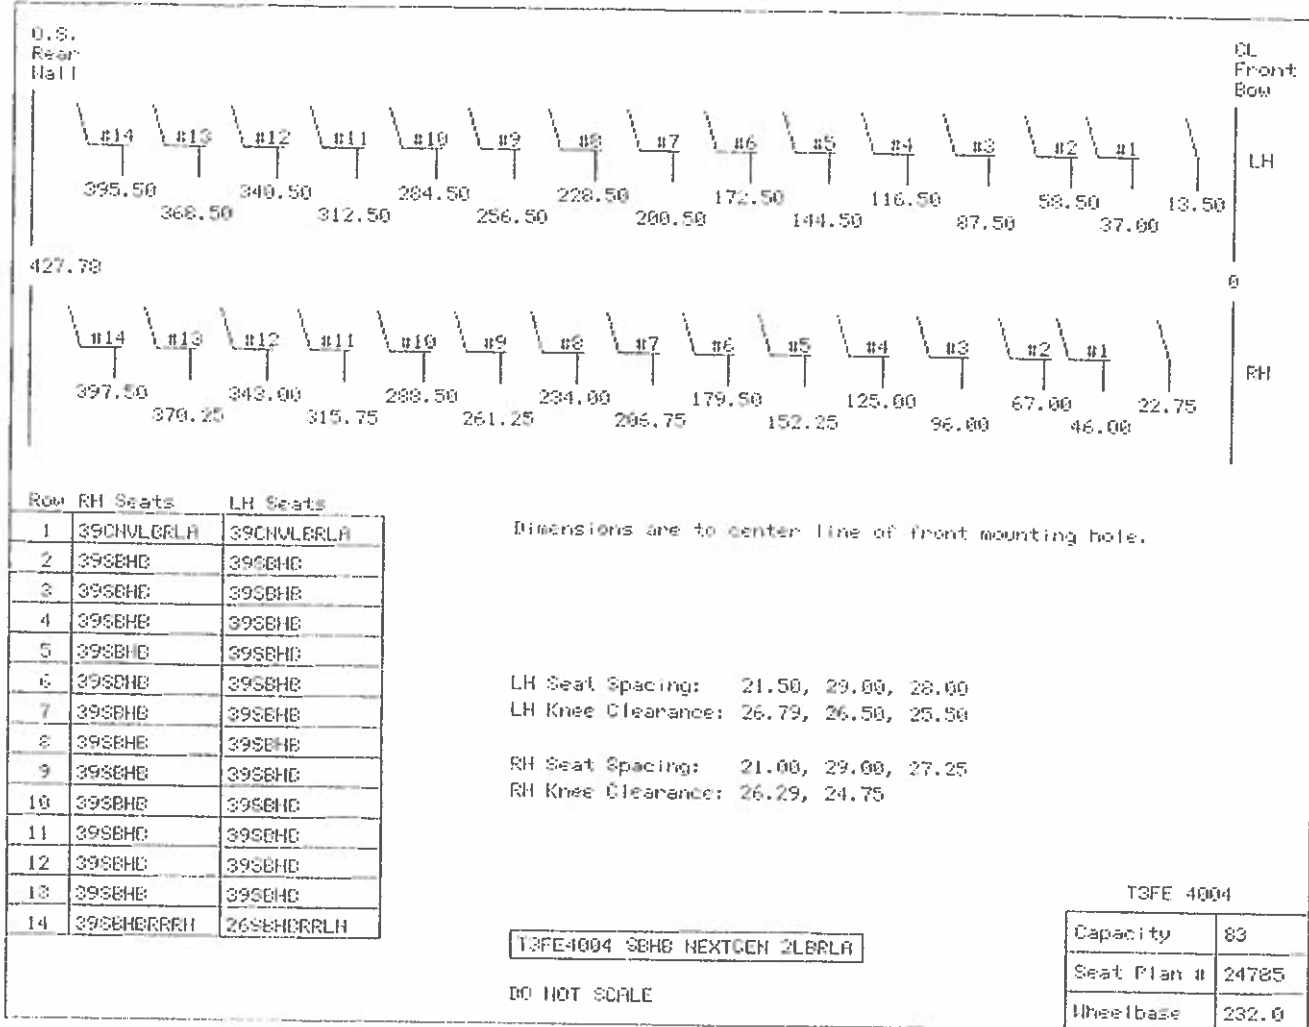 O.S.
Rear
Wall
CL
Front
Bow
#14 #13 #12 #11 #10 #9 #8 #7 #6 #5 #4 #3 #2 #1
LH
395.50 368.50 340.50 312.50 284.50 256.50 228.50 200.50 172.50 144.50 116.50 87.50 58.50 37.00 13.50
427.78
0
#14 #13 #12 #11 #10 #9 #8 #7 #6 #5 #4 #3 #2 #1
RH
397.50 370.25 343.00 315.75 288.50 261.25 234.00 206.75 179.50 152.25 125.00 96.00 67.00 46.00 22.75
Row RH Seats LH Seats
1 39CNVLBRLA 39CNVLBRLA
2 39SBHB 39SBHB
3 39SBHB 39SBHB
4 39SBHB 39SBHB
5 39SBHB 39SBHB
6 39SBHB 39SBHB
7 39SBHB 39SBHB
8 39SBHB 39SBHB
9 39SBHB 39SBHB
10 39SBHB 39SBHB
11 39SBHB 39SBHB
12 39SBHB 39SBHB
13 39SBHB 39SBHB
14 39SBHBRRRH 26SBHBRRLH
Dimensions are to center line of front mounting hole.
LH Seat Spacing: 21.50, 29.00, 28.00
LH Knee Clearance: 26.79, 26.50, 25.50
RH Seat Spacing: 21.00, 29.00, 27.25
RH Knee Clearance: 26.29, 24.75
T3FE4004 SBHB NEXTGEN 2LBRLA
DO NOT SCALE
T3FE 4004
Capacity 83
Seat Plan # 24785
Wheelbase 232.0